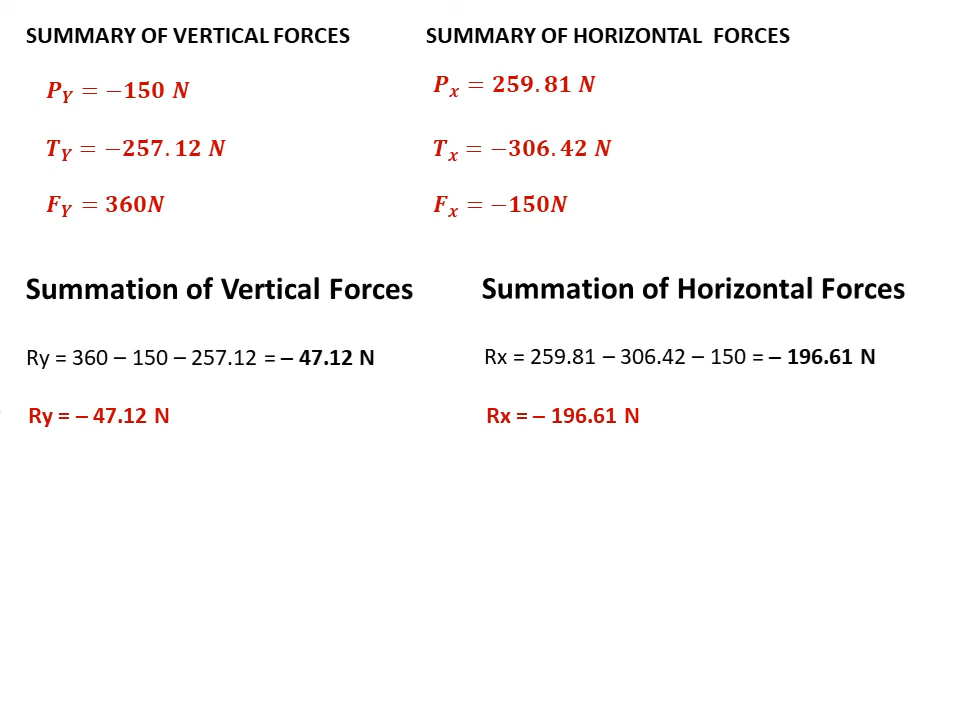 SUMMARY OF VERTICAL FORCES
P_Y = −150 N
T_Y = −257.12 N
F_Y = 360N
SUMMARY OF HORIZONTAL FORCES
P_x = 259.81 N
T_x = −306.42 N
F_x = −150N
Summation of Vertical Forces
Ry = 360 – 150 – 257.12 = – 47.12 N
Ry = – 47.12 N
Summation of Horizontal Forces
Rx = 259.81 – 306.42 – 150 = – 196.61 N
Rx = – 196.61 N